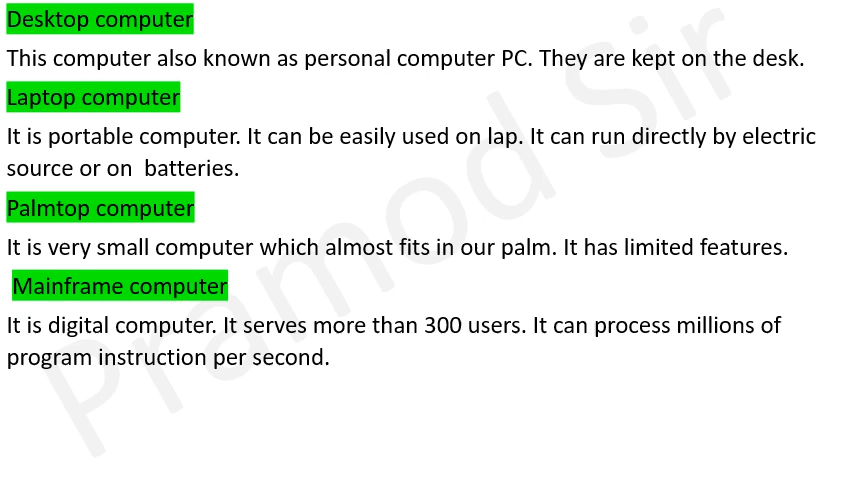 Desktop computer
This computer also known as personal computer PC. They are kept on the desk.
Laptop computer
It is portable computer. It can be easily used on lap. It can run directly by electric
source or on  batteries.
Palmtop computer
It is very small computer which almost fits in our palm. It has limited features.
Mainframe computer
It is digital computer. It serves more than 300 users. It can process millions of
program instruction per second.
Pramod Sir